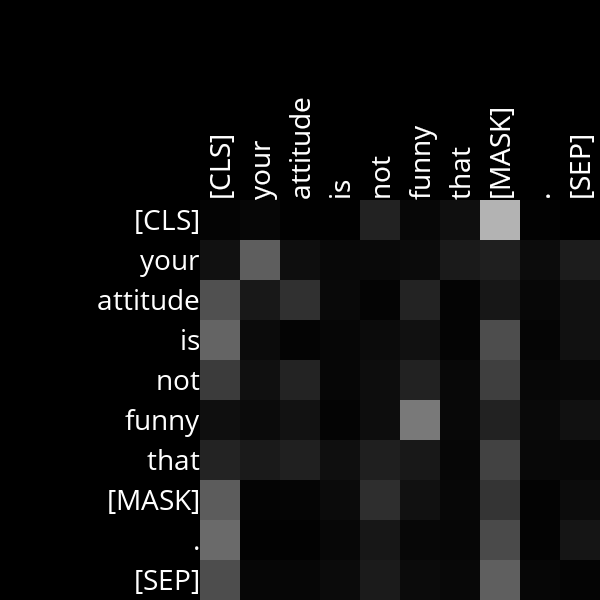 [CLS] your attitude is not funny that [MASK] . [SEP]
[CLS]
your
attitude
is
not
funny
that
[MASK]
.
[SEP]